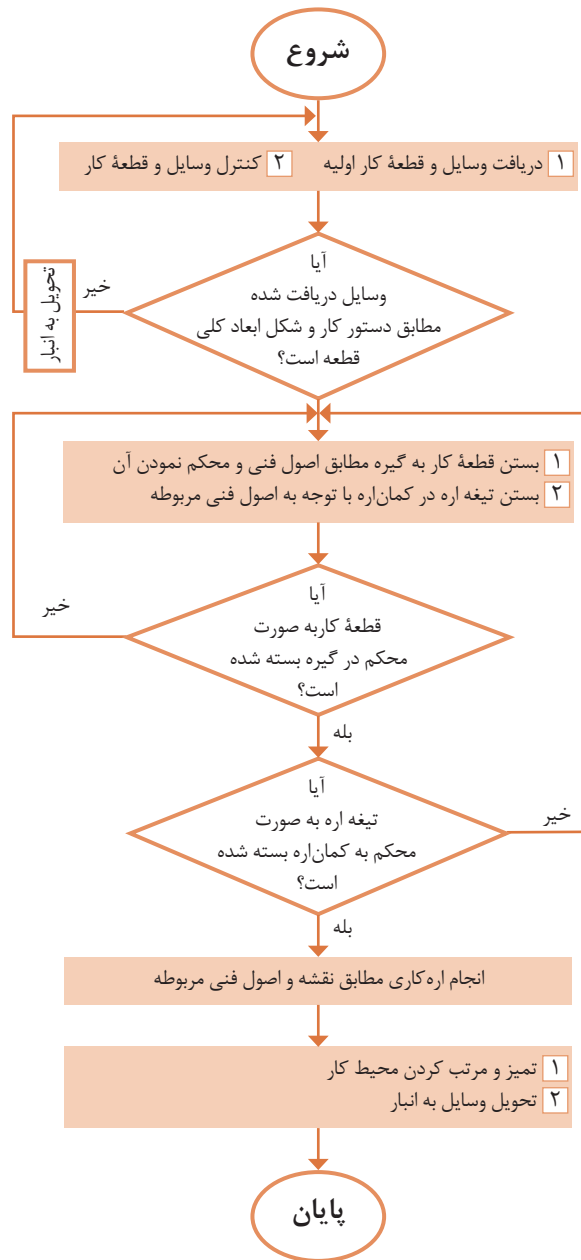 شروع
۱ دریافت وسایل و قطعۀ کار اولیه ۲ کنترل وسایل و قطعۀ کار
آیا
وسایل دریافت شده
مطابق دستور کار و شکل ابعاد کلی
قطعه است؟
خیر
تحویل به انبار
۱ بستن قطعۀ کار به گیره مطابق اصول فنی و محکم نمودن آن
۲ بستن تیغه اره در کمان‌اره با توجه به اصول فنی مربوطه
آیا
قطعۀ کاربه صورت
محکم در گیره بسته شده
است؟
خیر
بله
آیا
تیغه اره به صورت
محکم به کمان‌اره بسته شده
است؟
خیر
بله
انجام اره‌کاری مطابق نقشه و اصول فنی مربوطه
۱ تمیز و مرتب کردن محیط کار
۲ تحویل وسایل به انبار
پایان